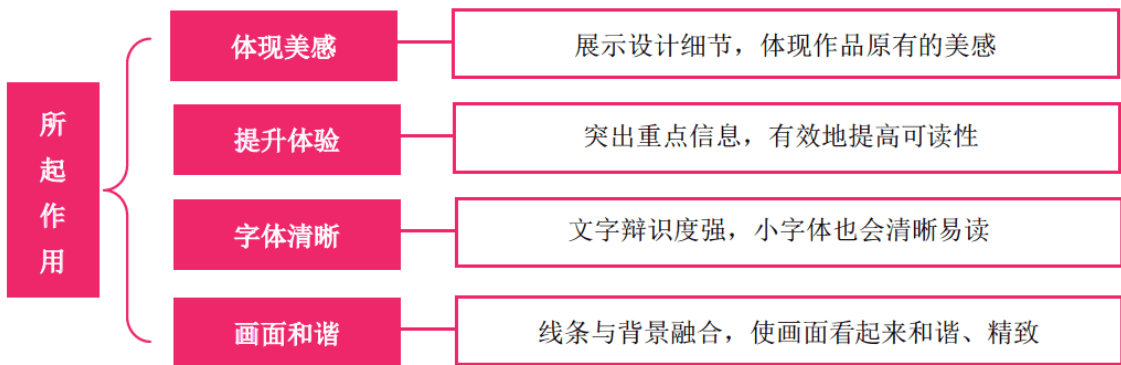 所起作用
体现美感
展示设计细节，体现作品原有的美感
提升体验
突出重点信息，有效地提高可读性
字体清晰
文字辩识度强，小字体也会清晰易读
画面和谐
线条与背景融合，使画面看起来和谐、精致